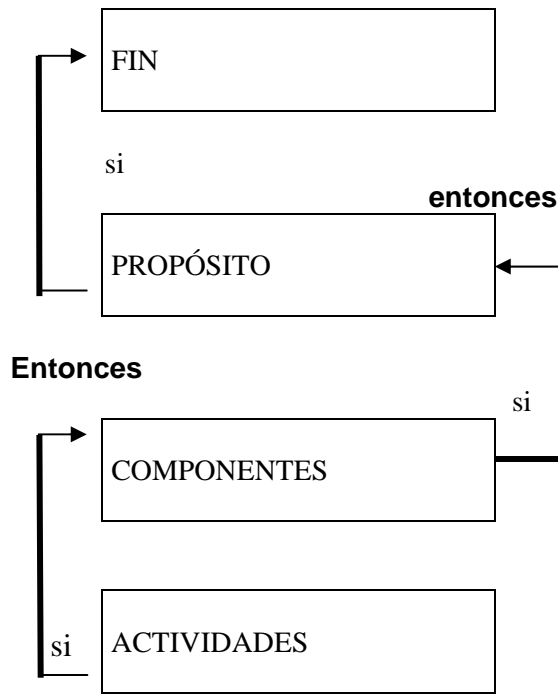 FIN
si
entonces
PROPÓSITO
Entonces
si
COMPONENTES
si
ACTIVIDADES